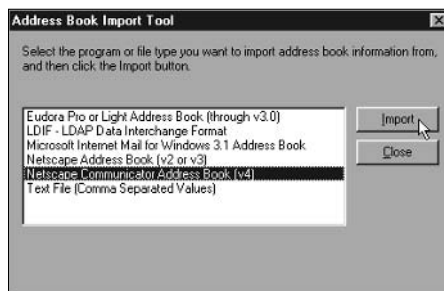 Address Book Import Tool
Select the program or file type you want to import address book information from,
and then click the Import button.
Eudora Pro or Light Address Book (through v3.0)
LDIF - LDAP Data Interchange Format
Microsoft Internet Mail for Windows 3.1 Address Book
Netscape Address Book (v2 or v3)
Netscape Communicator Address Book (v4)
Text File (Comma Separated Values)
Import
Close